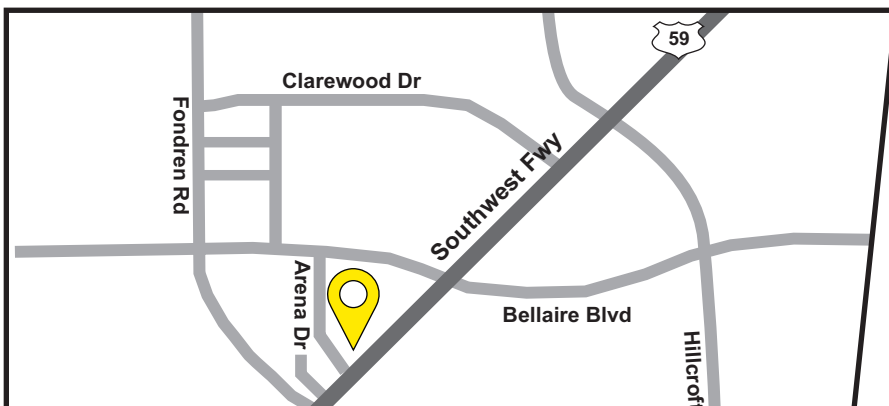 59
Clarewood Dr
Fondren Rd
Southwest Fwy
Arena Dr
Bellaire Blvd
Hillcroft